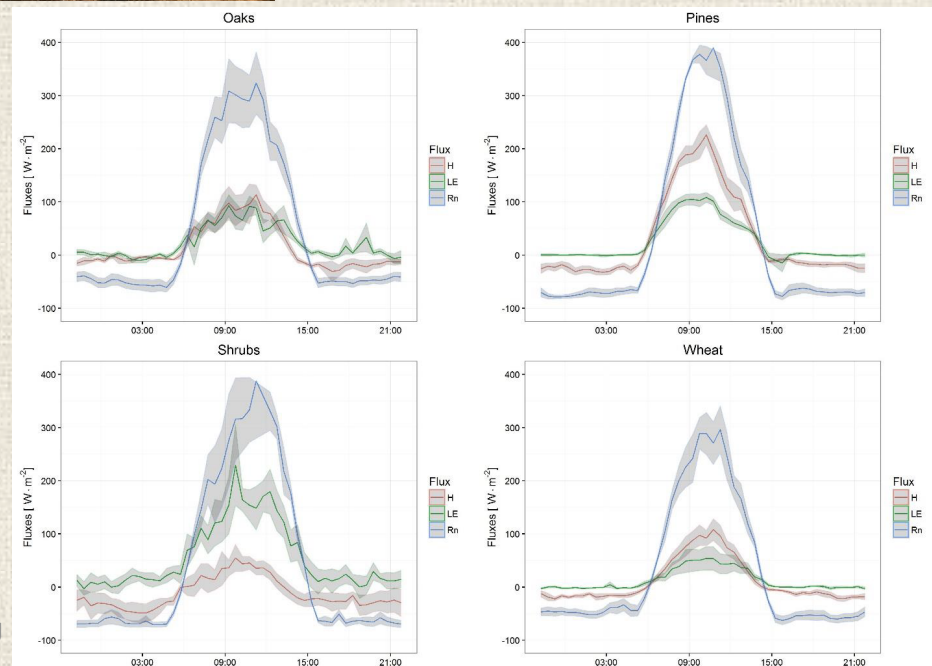 Oaks
Fluxes [ W · m⁻²]
400
300
200
100
0
-100
03:00 09:00 15:00 21:00
Flux
H
LE
Rn
Pines
Fluxes [ W · m⁻²]
400
300
200
100
0
-100
03:00 09:00 15:00 21:00
Flux
H
LE
Rn
Shrubs
Fluxes [ W · m⁻²]
400
300
200
100
0
-100
03:00 09:00 15:00 21:00
Flux
H
LE
Rn
Wheat
Fluxes [ W · m⁻²]
400
300
200
100
0
-100
03:00 09:00 15:00 21:00
Flux
H
LE
Rn